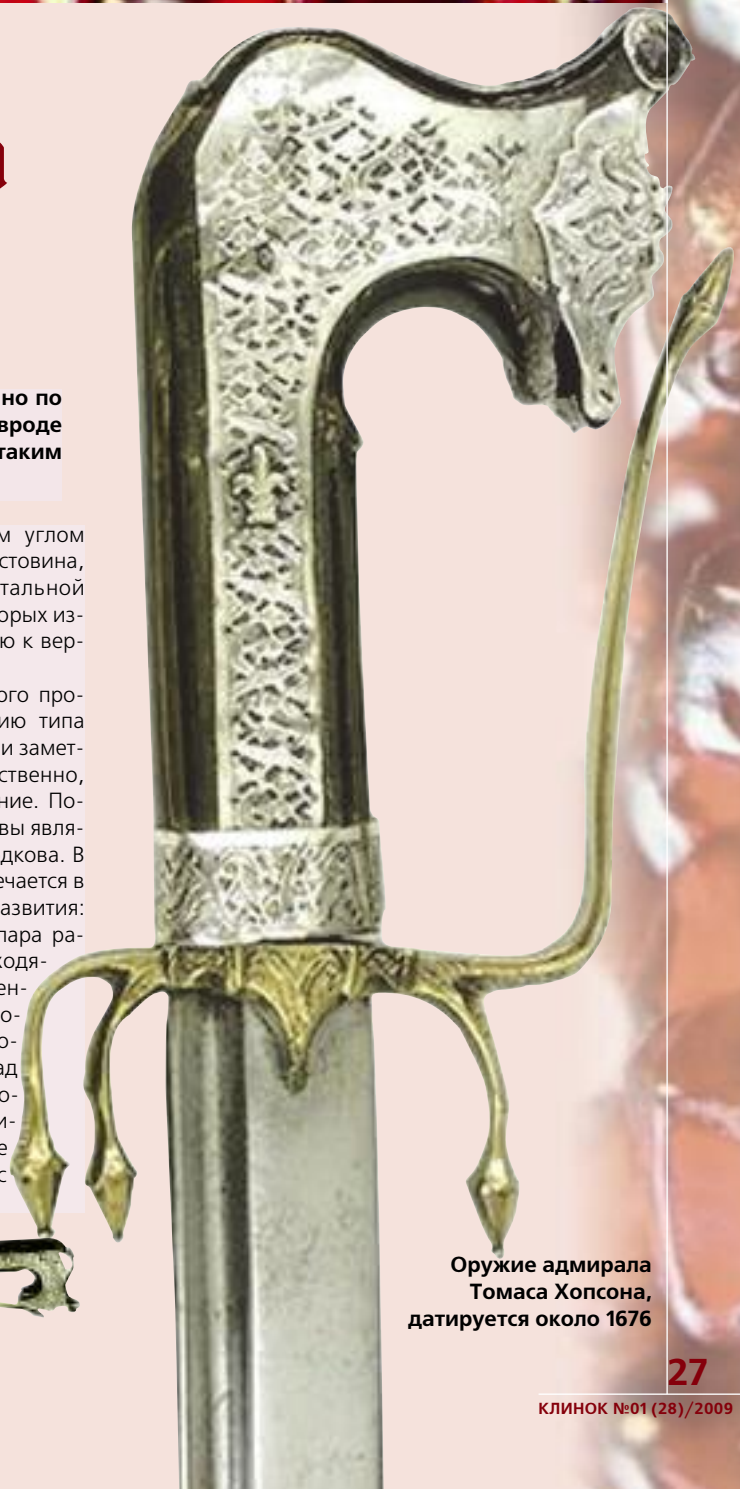 но по
вроде
таким
м углом
стовина,
тальной
орых из-
ю к вер-
ого про-
ию типа
и замет-
ственно,
ние. По-
вы явля-
дкова. В
ечается в
азвития:
пара ра-
ходя-
ен-
о-
о-
ад
о-
и-
е
с
Оружие адмирала
Томаса Хопсона,
датируется около 1676
27
КЛИНОК №01 (28)/2009